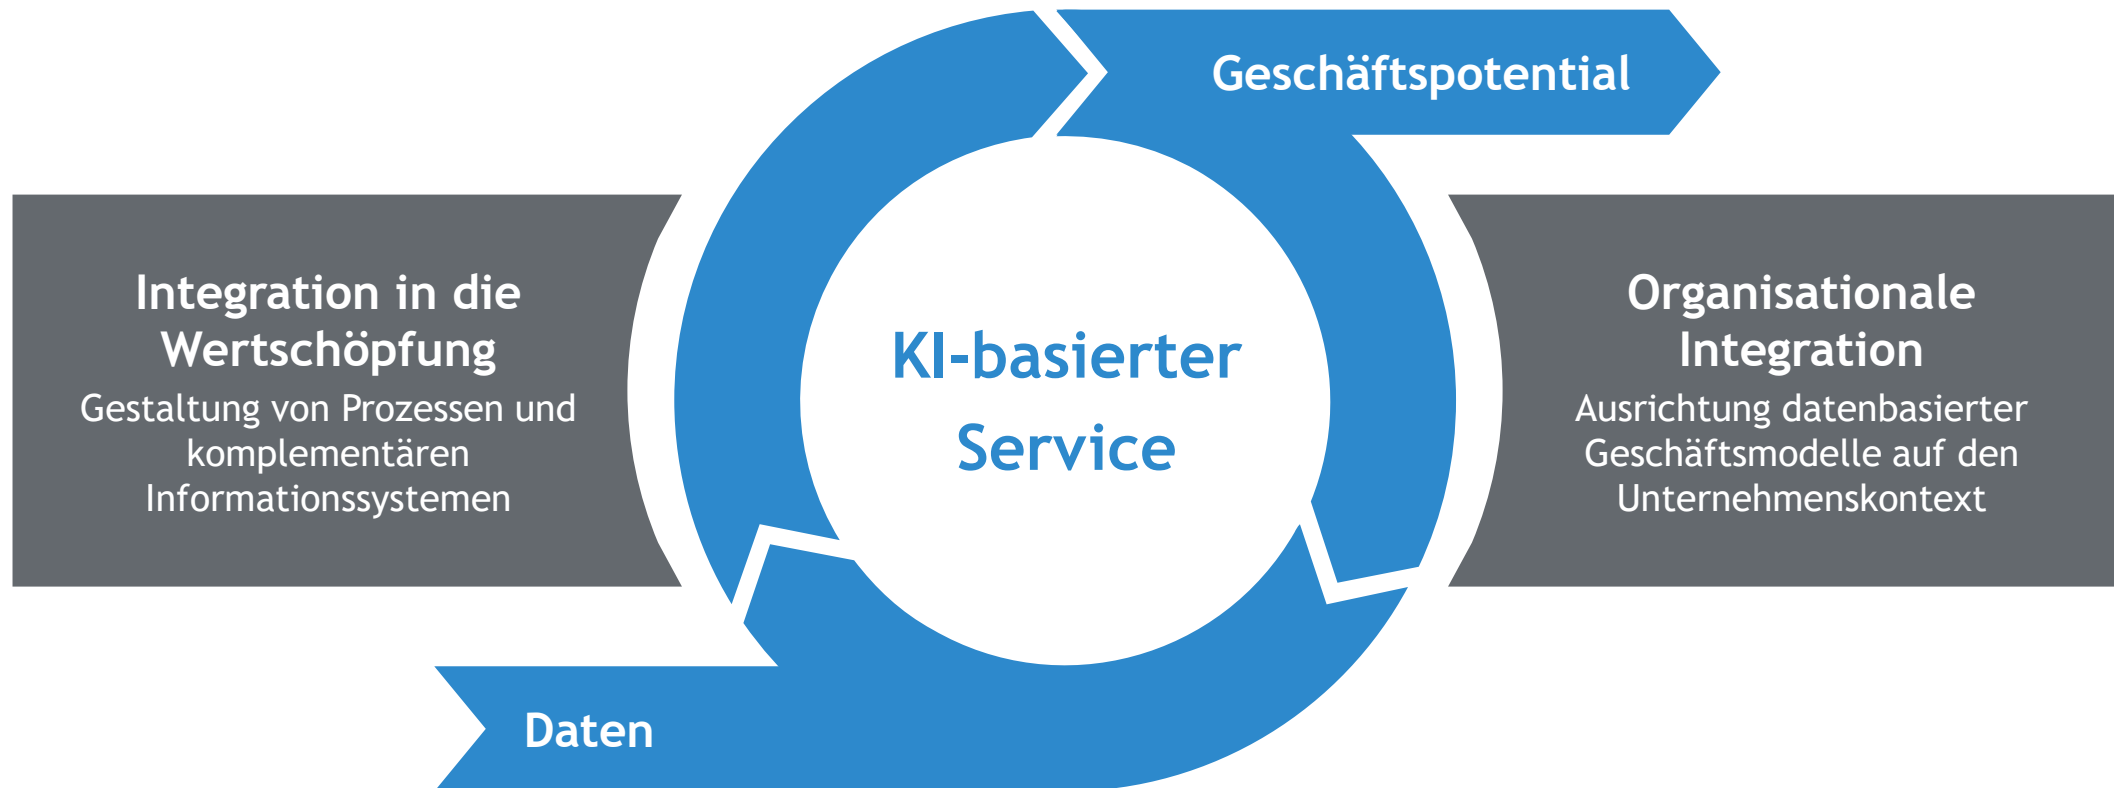 Geschäftspotential
Integration in die
Wertschöpfung
Gestaltung von Prozessen und
komplementären
Informationssystemen
KI-basierter
Service
Organisationale
Integration
Ausrichtung datenbasierter
Geschäftsmodelle auf den
Unternehmenskontext
Daten